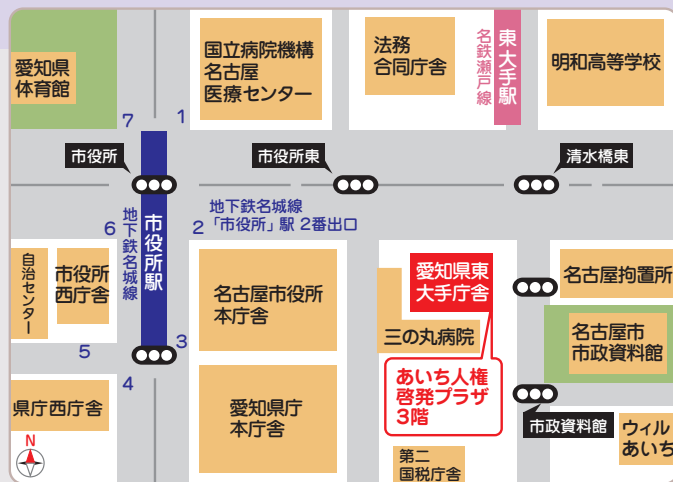 愛知県
体育館
国立病院機構
名古屋
医療センター
法務
合同庁舎
名鉄瀬戸線
東大手駅
明和高等学校
7
1
市役所
市役所東
清水橋東
6
地下鉄名城線
市役所駅
2
地下鉄名城線
「市役所」駅 2番出口
自治センター
市役所
西庁舎
名古屋市役所
本庁舎
愛知県東
大手庁舎
三の丸病院
名古屋拘置所
名古屋市
市政資料館
5
3
4
あいち人権
啓発プラザ
3階
県庁西庁舎
愛知県庁
本庁舎
市政資料館
ウィル
あいち
第二
国税庁舎
N